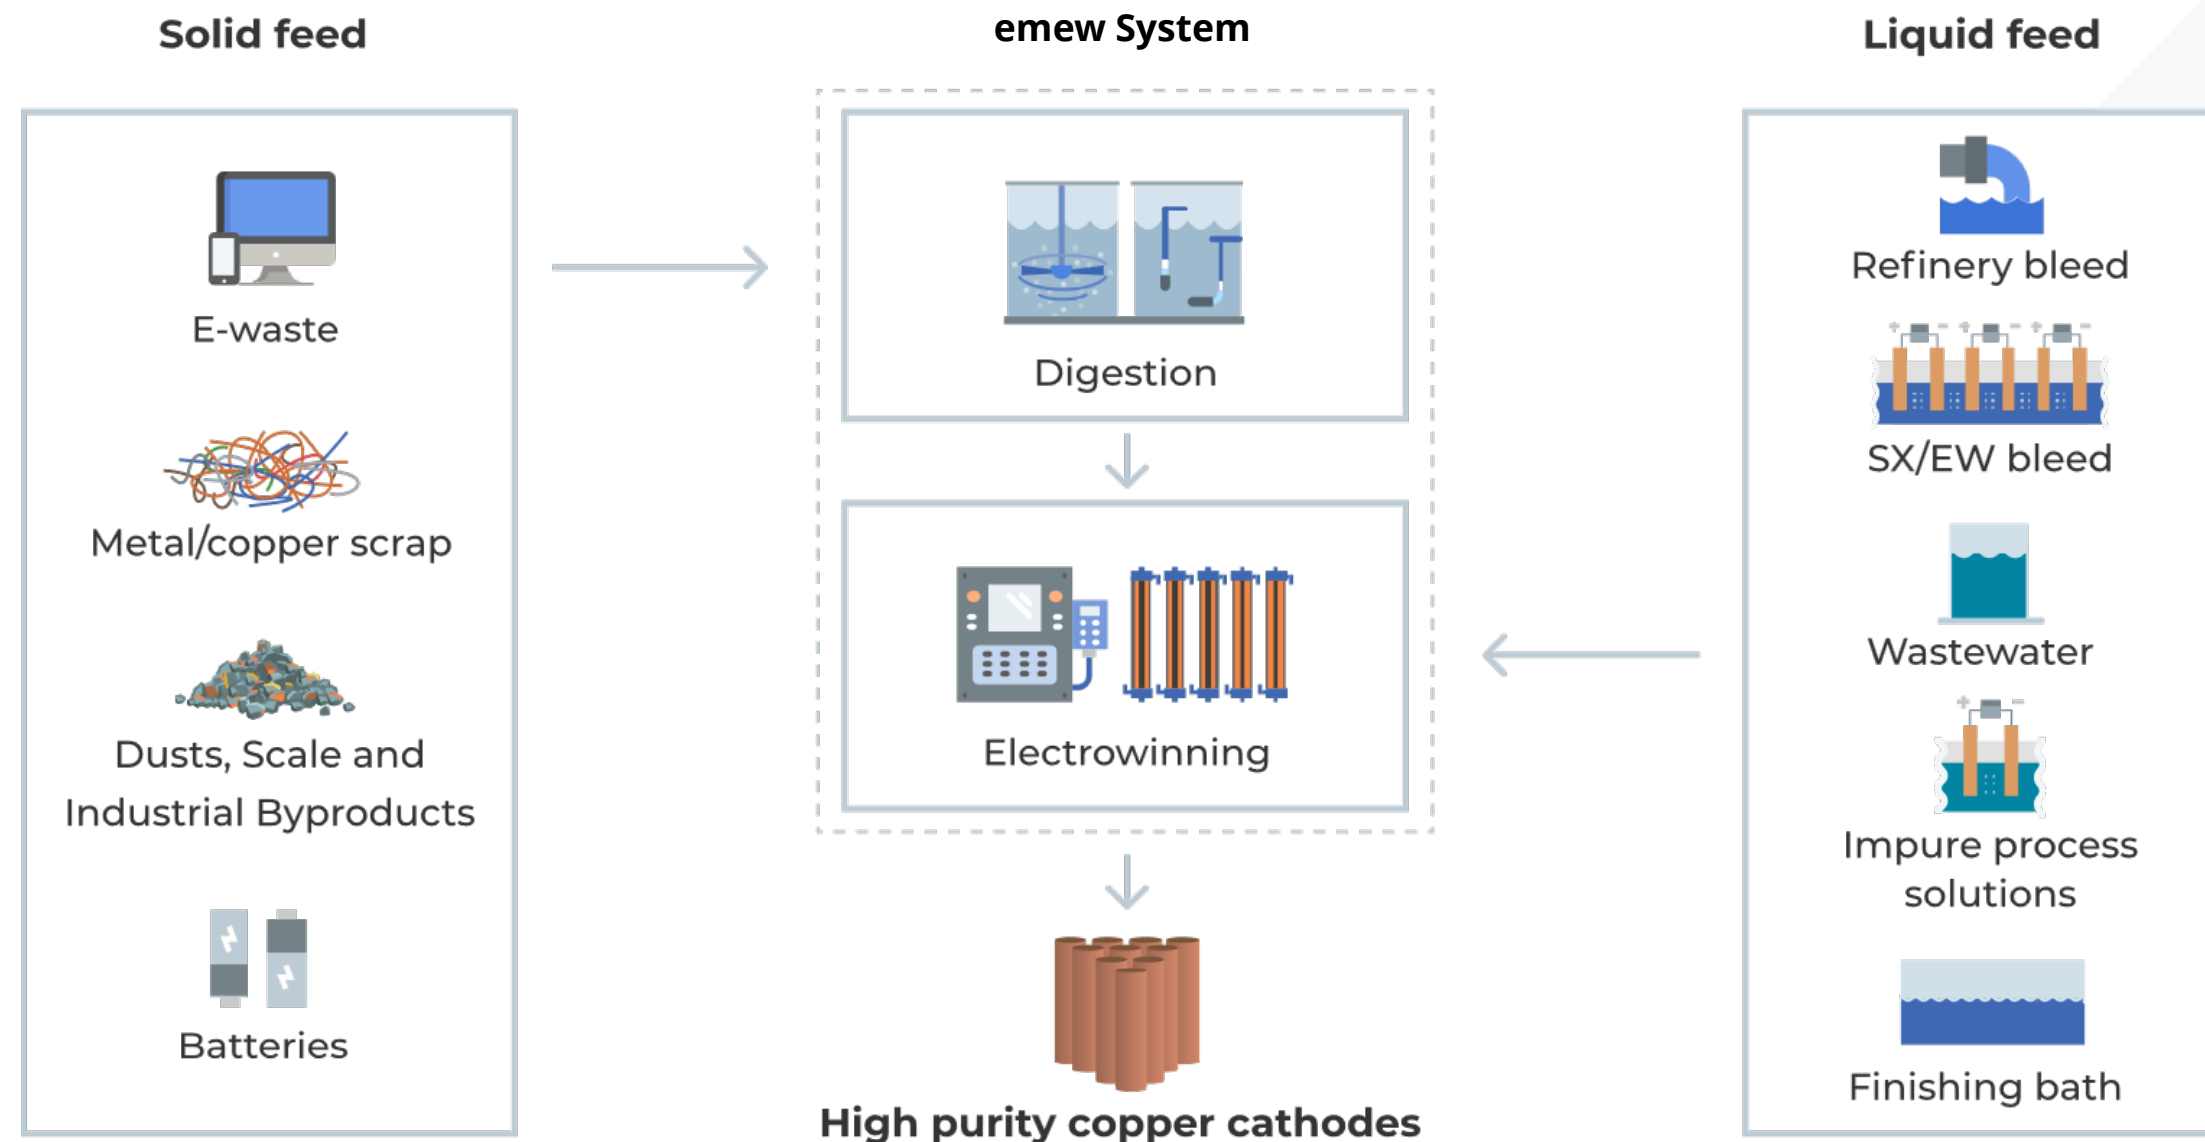 Solid feed
E-waste
Metal/copper scrap
Dusts, Scale and
Industrial Byproducts
Batteries
emew System
Digestion
Electrowinning
High purity copper cathodes
Liquid feed
Refinery bleed
SX/EW bleed
Wastewater
Impure process
solutions
Finishing bath